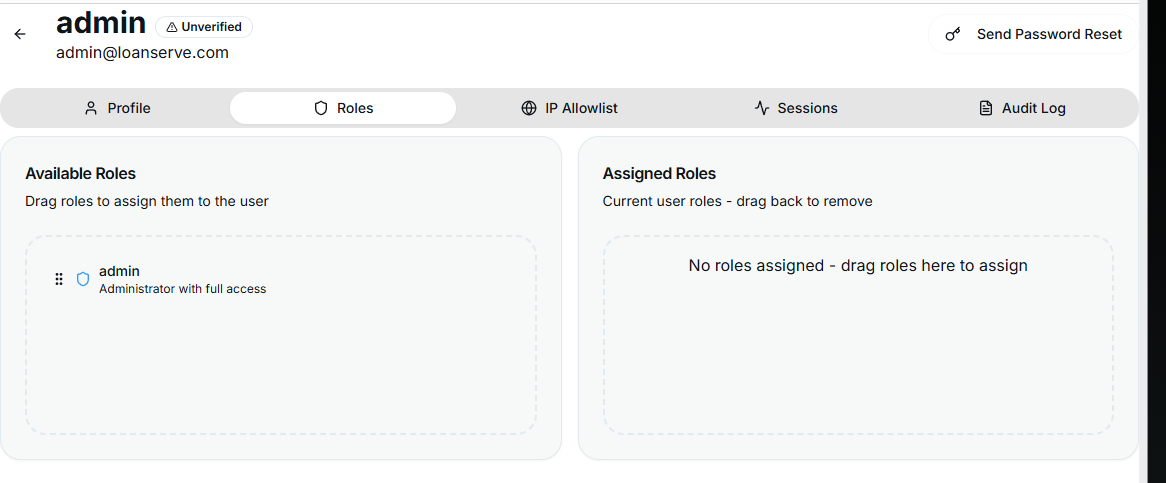 admin
Unverified
admin@loanserve.com
Send Password Reset
Profile
Roles
IP Allowlist
Sessions
Audit Log
Available Roles
Drag roles to assign them to the user
admin
Administrator with full access
Assigned Roles
Current user roles - drag back to remove
No roles assigned - drag roles here to assign